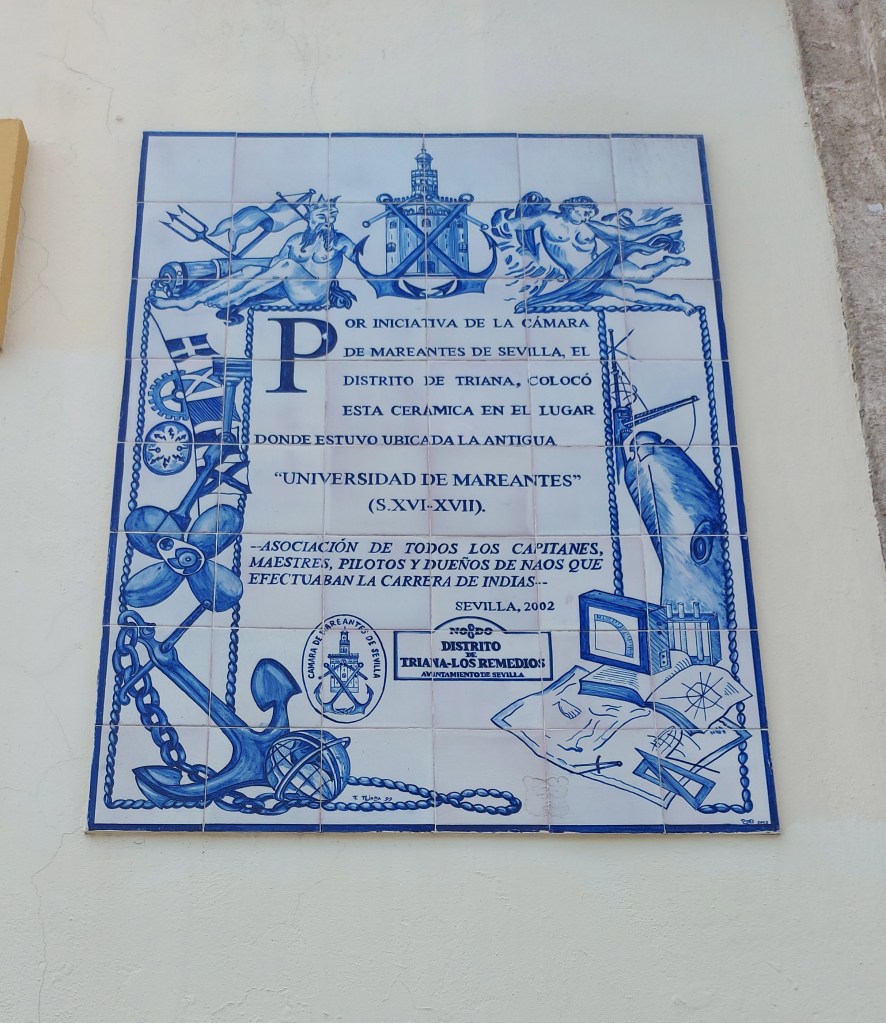 POR INICIATIVA DE LA CÁMARA
DE MAREANTES DE SEVILLA, EL
DISTRITO DE TRIANA, COLOCÓ
ESTA CERAMICA EN EL LUGAR
DONDE ESTUVO UBICADA LA ANTIGUA
"UNIVERSIDAD DE MAREANTES"
(S.XVI-XVII).
--ASOCIACIÓN DE TODOS LOS CAPITANES,
MAESTRES, PILOTOS Y DUEÑOS DE NAOS QUE
EFECTUABAN LA CARRERA DE INDIAS--
SEVILLA, 2002
CÁMARA DE MAREANTES DE SEVILLA
NO8DO
DISTRITO
DE
TRIANA-LOS REMEDIOS
AYUNTAMIENTO DE SEVILLA